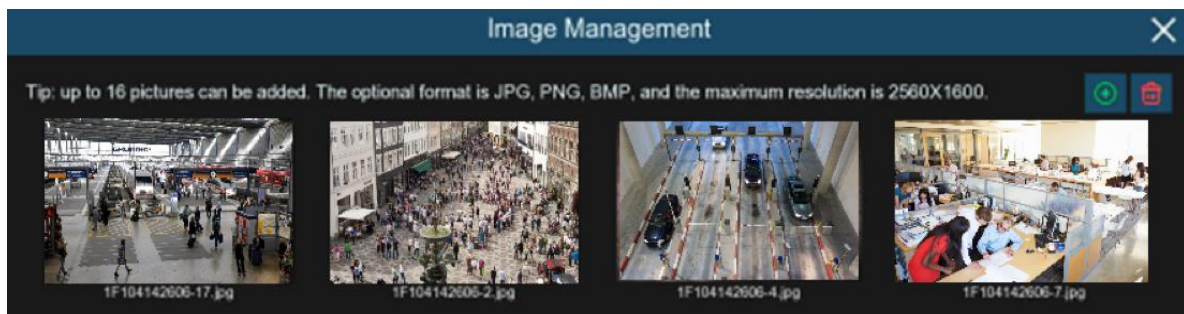 Image Management
Tip: up to 16 pictures can be added. The optional format is JPG, PNG, BMP, and the maximum resolution is 2560X1600.
1F104142606-17.jpg
1F104142606-2.jpg
1F104142606-4.jpg
1F104142606-7.jpg